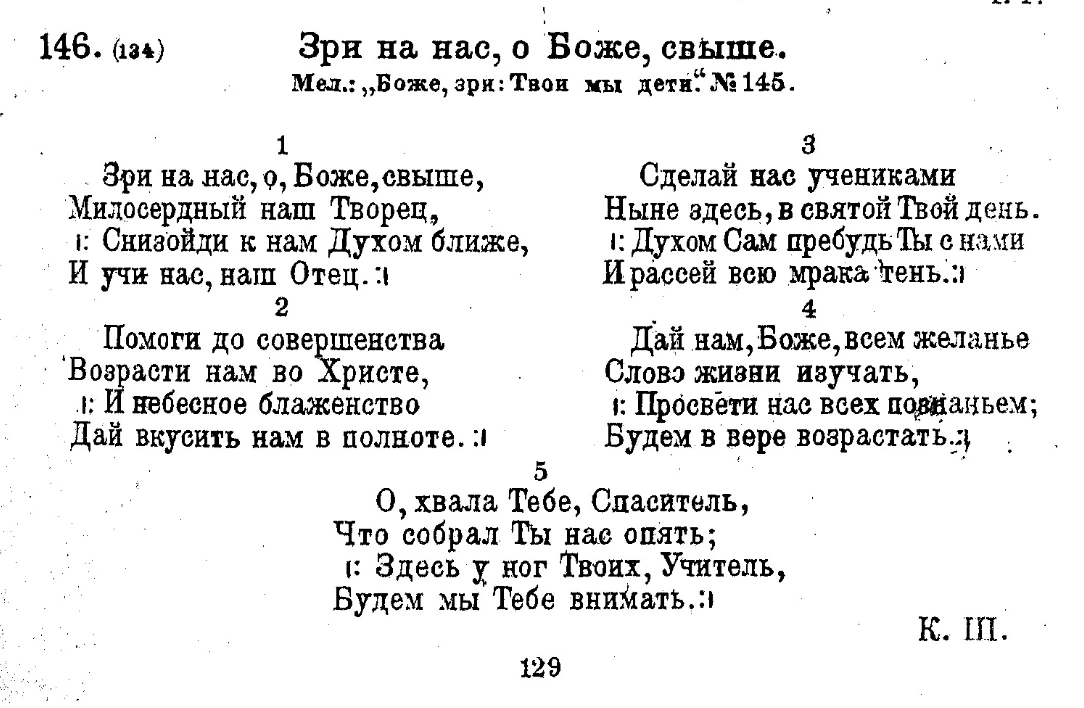 146. (134) Зри на нас, о Боже, свыше.
Мел.: „Боже, зри: Твои мы дети.“ № 145.
1
Зри на нас, о, Боже, свыше,
Милосердный наш Творец,
|: Снизойди к нам Духом ближе,
И учи нас, наш Отец. :|
2
Помоги до совершенства
Возрасти нам во Христе,
|: И небесное блаженство
Дай вкусить нам в полноте. :|
3
Сделай нас учениками
Ныне здесь, в святой Твой день.
|: Духом Сам пребудь Ты с нами
И рассей всю мрака тень. :|
4
Дай нам, Боже, всем желанье
Слово жизни изучать,
|: Просвети нас всех познаньем;
Будем в вере возрастать. :|
5
О, хвала Тебе, Спаситель,
Что собрал Ты нас опять;
|: Здесь у ног Твоих, Учитель,
Будем мы Тебе внимать. :|
К. Ш.
129